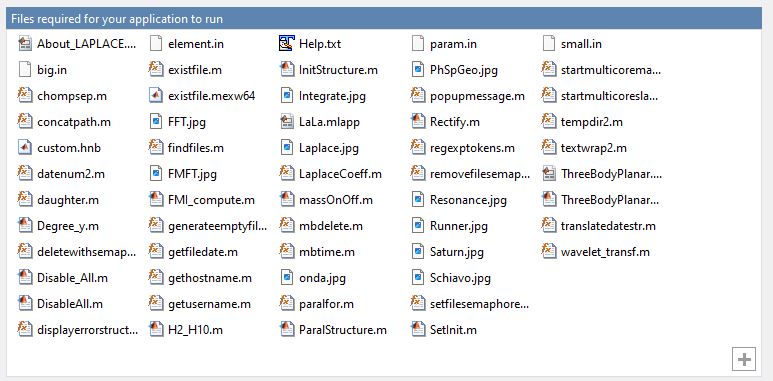 Files required for your application to run
About_LAPLACE....
big.in
chompsep.m
concatpath.m
custom.hnb
datenum2.m
daughter.m
Degree_y.m
deletewithsemap...
Disable_All.m
DisableAll.m
displayerrorstruct...
element.in
existfile.m
existfile.mexw64
FFT.jpg
findfiles.m
FMFT.jpg
FMI_compute.m
generateemptyfil...
getfiledate.m
gethostname.m
getusername.m
H2_H10.m
Help.txt
InitStructure.m
Integrate.jpg
LaLa.mlapp
Laplace.jpg
LaplaceCoeff.m
massOnOff.m
mbdelete.m
mbtime.m
onda.jpg
paralfor.m
ParalStructure.m
param.in
PhSpGeo.jpg
popupmessage.m
Rectify.m
regexptokens.m
removefilesemap...
Resonance.jpg
Runner.jpg
Saturn.jpg
Schiavo.jpg
setfilesemaphore...
SetInit.m
small.in
startmulticorema...
startmulticoresla...
tempdir2.m
textwrap2.m
ThreeBodyPlanar....
ThreeBodyPlanar....
translatedatestr.m
wavelet_transf.m